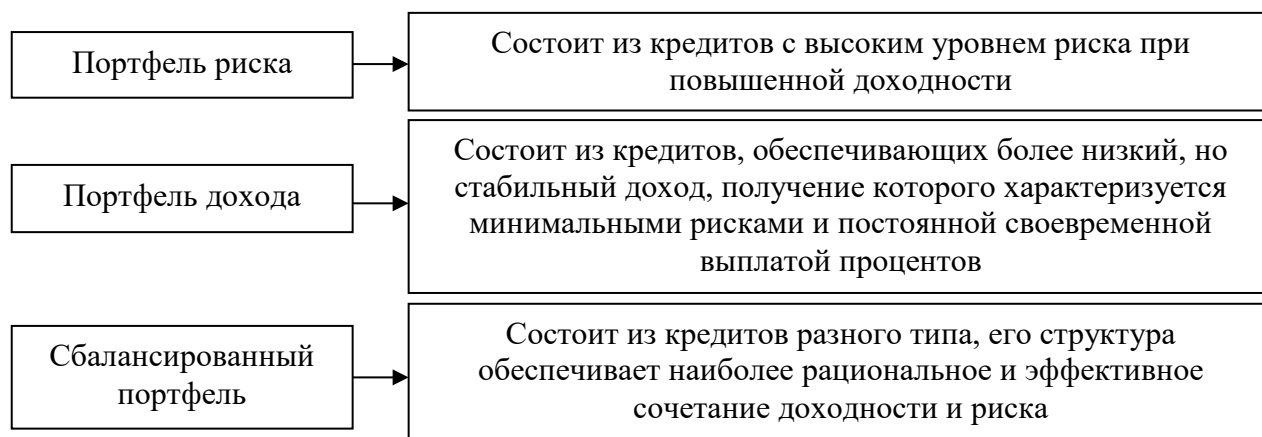 Портфель риска
Состоит из кредитов с высоким уровнем риска при
повышенной доходности
Портфель дохода
Состоит из кредитов, обеспечивающих более низкий, но
стабильный доход, получение которого характеризуется
минимальными рисками и постоянной своевременной
выплатой процентов
Сбалансированный
портфель
Состоит из кредитов разного типа, его структура
обеспечивает наиболее рациональное и эффективное
сочетание доходности и риска